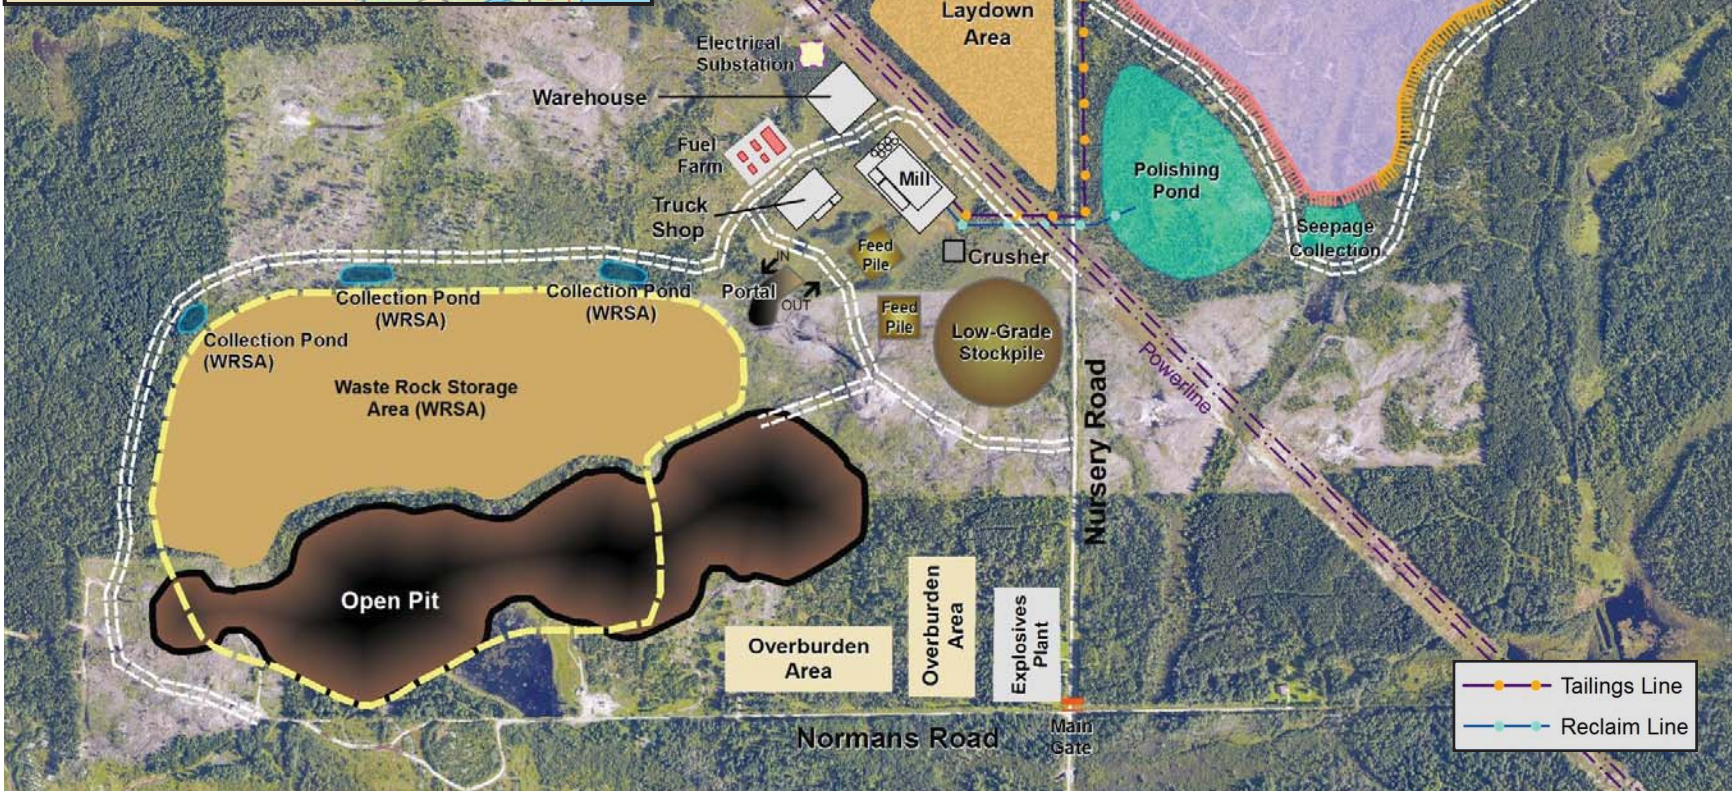 Laydown
Area
Electrical
Substation
Warehouse
Fuel
Farm
Truck
Shop
Mill
Polishing
Pond
Seepage
Collection
Feed
Pile
Crusher
IN
Portal
OUT
Feed
Pile
Low-Grade
Stockpile
Collection Pond
(WRSA)
Collection Pond
(WRSA)
Collection Pond
(WRSA)
Waste Rock Storage
Area (WRSA)
Powerline
Nursery Road
Open Pit
Overburden
Area
Overburden
Area
Explosives
Plant
Normans Road
Main
Gate
Tailings Line
Reclaim Line